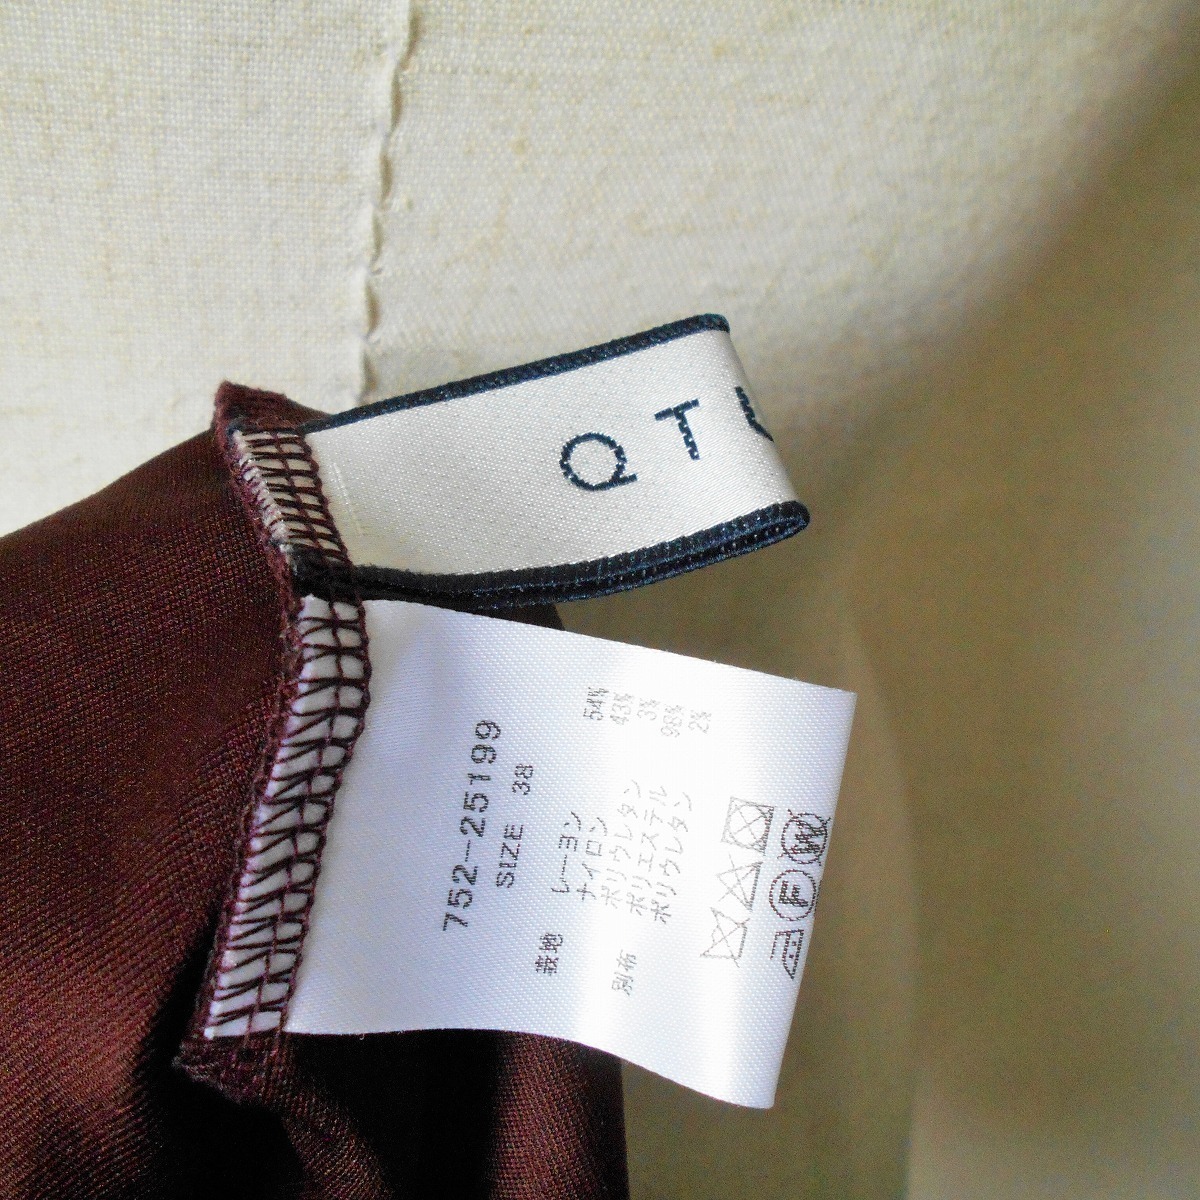 QT
752-25199
SIZE 38
表地 レーヨン 54%
ナイロン 43%
ポリウレタン 3%
別布 ポリエステル 98%
ポリウレタン 2%
W
F